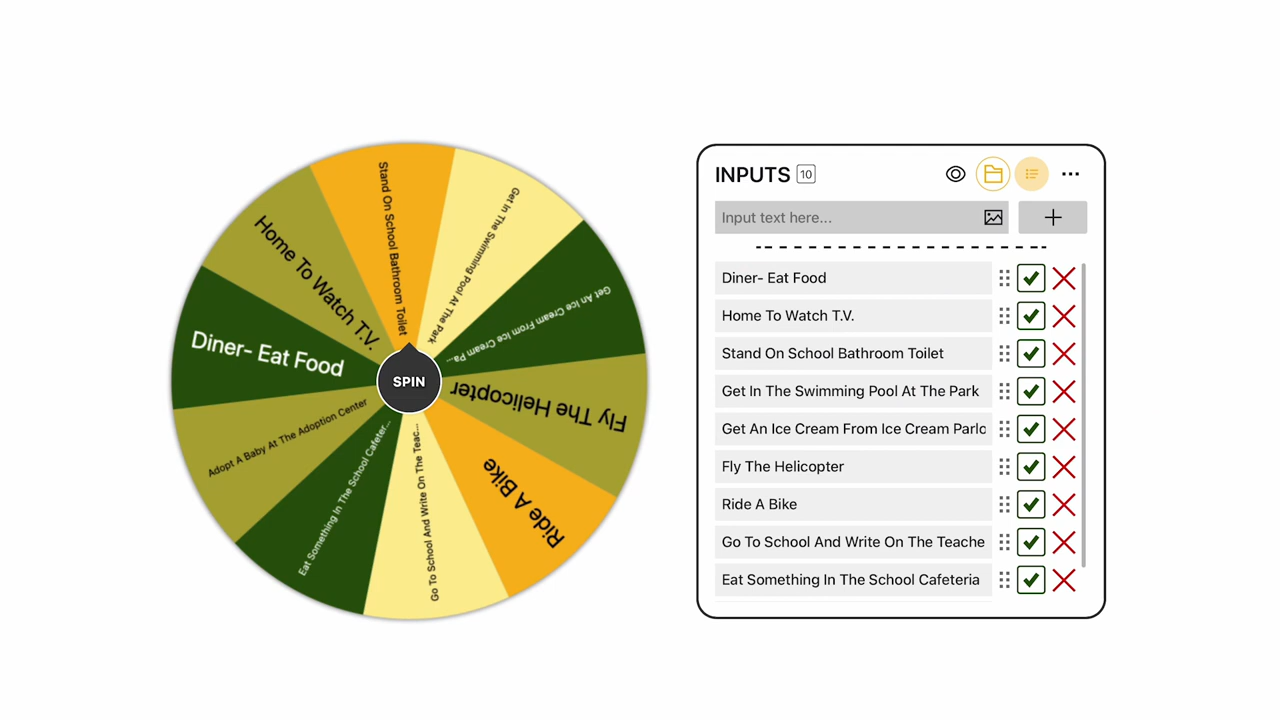 Stand On School Bathroom Toilet
Get In The Swimming Pool At The Park
Get An Ice Cream From Ice Cream Pa...
Fly The Helicopter
Ride A Bike
Go To School And Write On The Teac...
Eat Something In The School Cafeter...
Adopt A Baby At The Adoption Center
Diner- Eat Food
Home To Watch T.V.
SPIN
INPUTS 10
Input text here...
Diner- Eat Food
Home To Watch T.V.
Stand On School Bathroom Toilet
Get In The Swimming Pool At The Park
Get An Ice Cream From Ice Cream Parlo
Fly The Helicopter
Ride A Bike
Go To School And Write On The Teache
Eat Something In The School Cafeteria